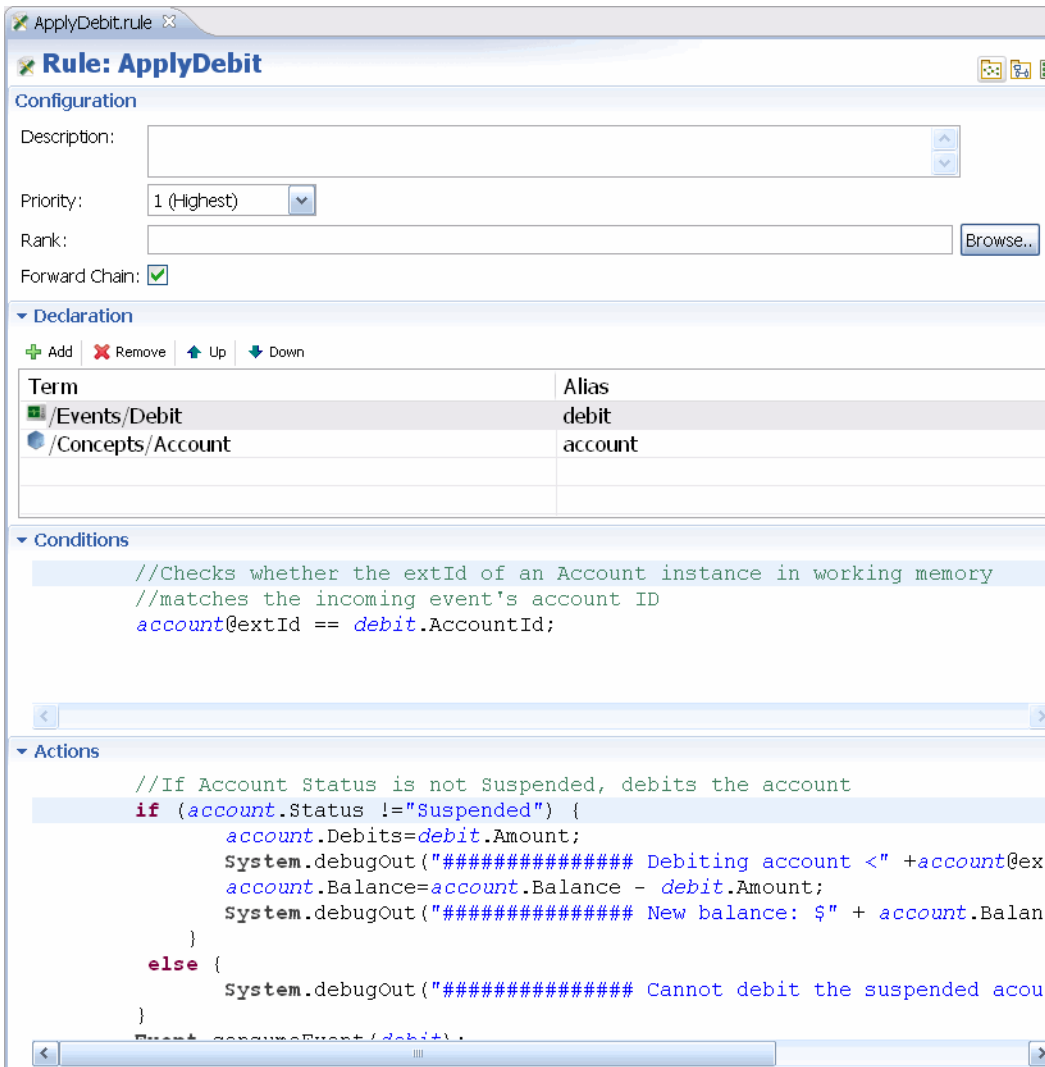 ApplyDebit.rule
Rule: ApplyDebit
Configuration
Description:
Priority: 1 (Highest)
Rank: Browse..
Forward Chain:
Declaration
Add Remove Up Down
Term Alias
/Events/Debit debit
/Concepts/Account account
Conditions
//Checks whether the extId of an Account instance in working memory
//matches the incoming event's account ID
account@extId == debit.AccountId;
Actions
//If Account Status is not Suspended, debits the account
if (account.Status !="Suspended") {
account.Debits=debit.Amount;
System.debugOut("############### Debiting account <" +account@ex
account.Balance=account.Balance - debit.Amount;
System.debugOut("############### New balance: $" + account.Balan
}
else {
System.debugOut("############### Cannot debit the suspended acou
}
Event.consumeEvent(debit);